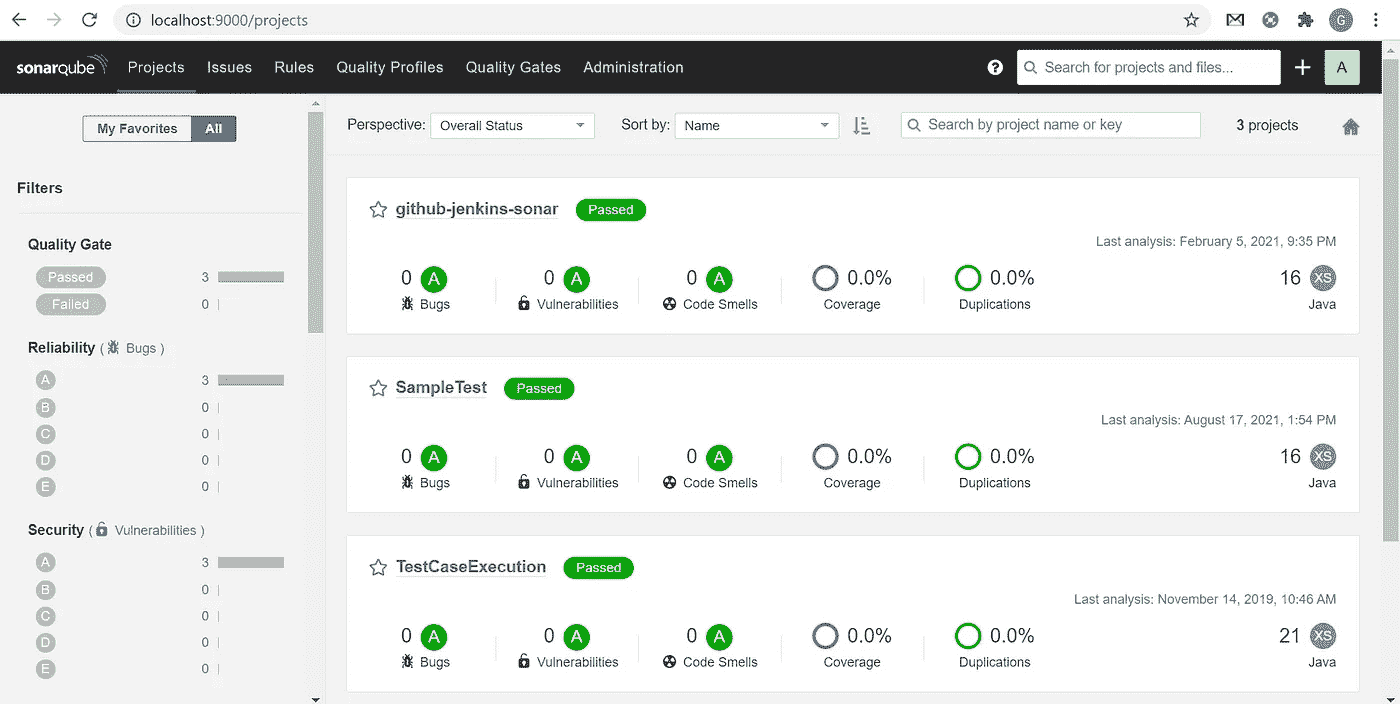 localhost:9000/projects
G
sonarqube Projects Issues Rules Quality Profiles Quality Gates Administration ? Search for projects and files... + A
My Favorites All
Perspective: Overall Status Sort by: Name Search by project name or key 3 projects
Filters
Quality Gate
Passed 3
Failed 0
Reliability ( Bugs )
A 3
B 0
C 0
D 0
E 0
Security ( Vulnerabilities )
A 3
B 0
C 0
D 0
E 0
github-jenkins-sonar Passed
Last analysis: February 5, 2021, 9:35 PM
0 A 0 A 0 A 0.0% 0.0% 16 XS
Bugs Vulnerabilities Code Smells Coverage Duplications Java
SampleTest Passed
Last analysis: August 17, 2021, 1:54 PM
0 A 0 A 0 A 0.0% 0.0% 16 XS
Bugs Vulnerabilities Code Smells Coverage Duplications Java
TestCaseExecution Passed
Last analysis: November 14, 2019, 10:46 AM
0 A 0 A 0 A 0.0% 0.0% 21 XS
Bugs Vulnerabilities Code Smells Coverage Duplications Java